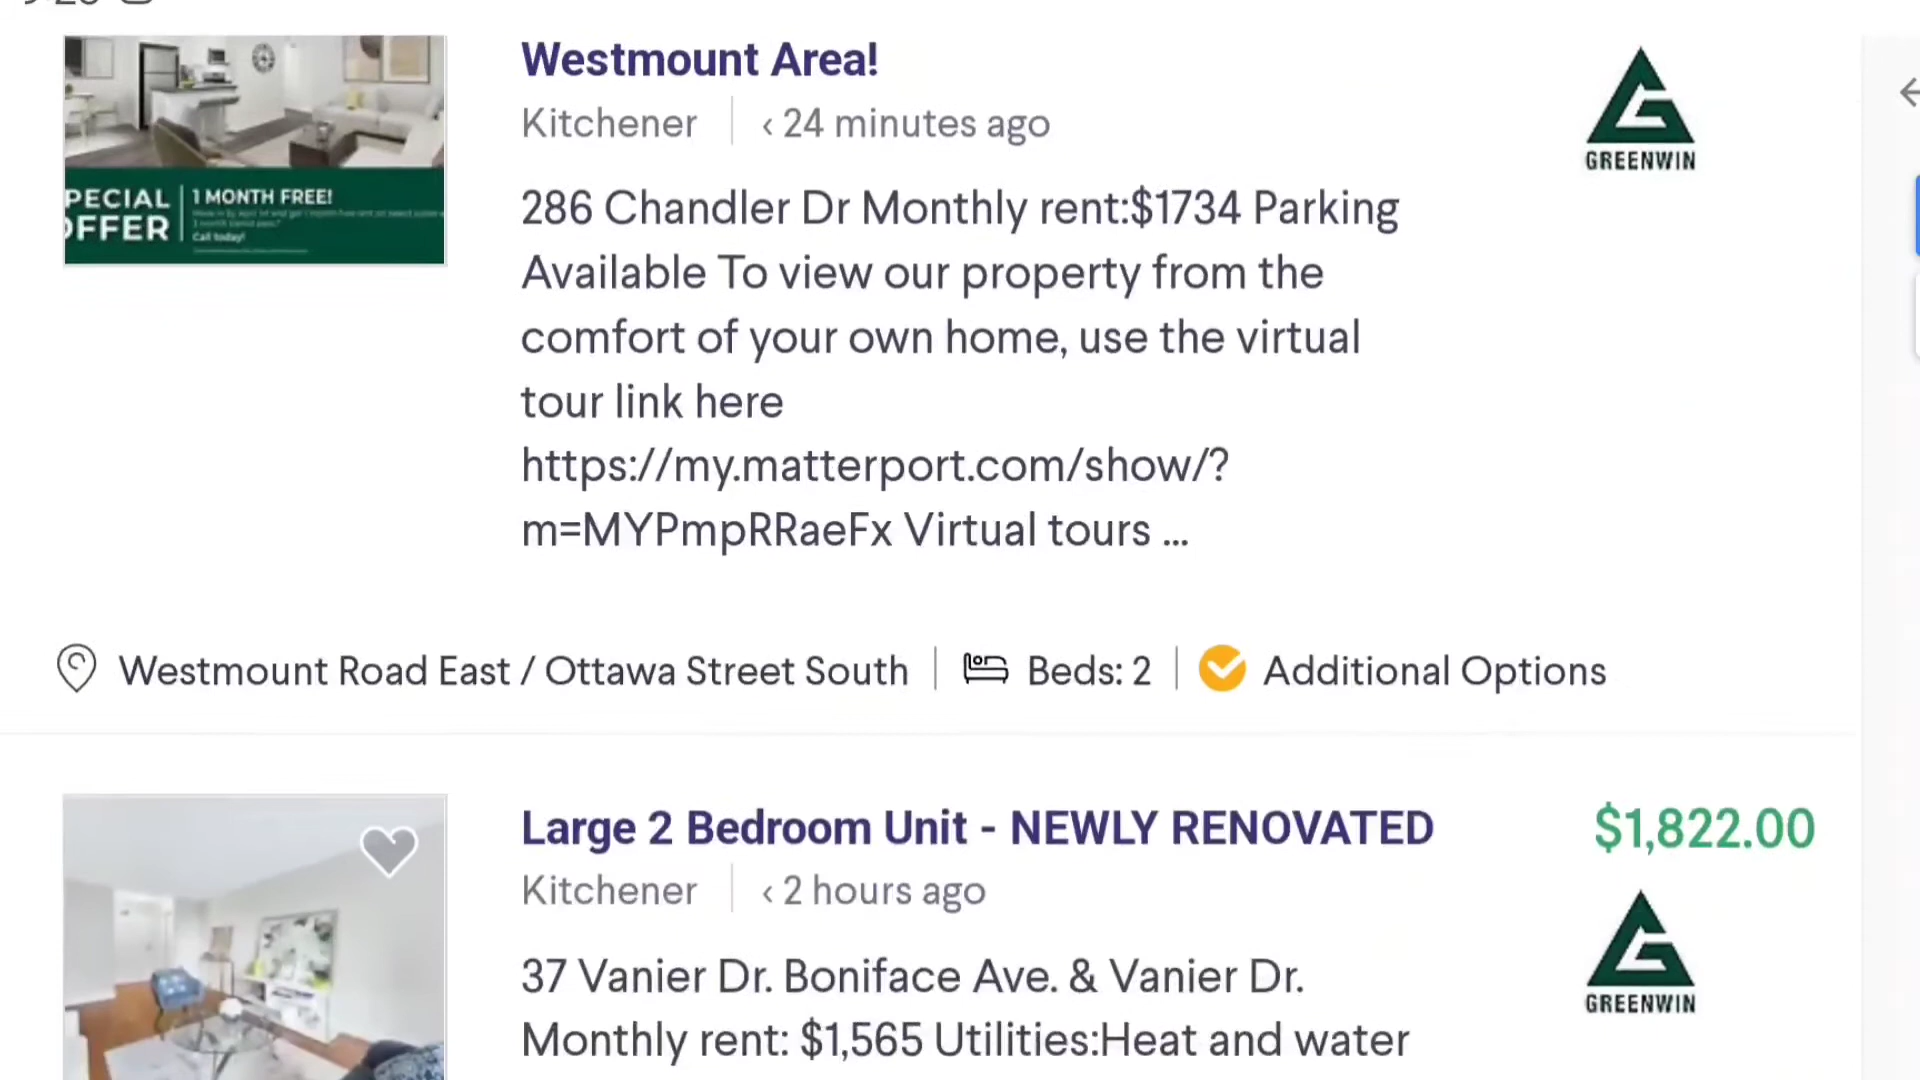 Westmount Area!
Kitchener
‹ 24 minutes ago
GREENWIN
PECIAL
OFFER
1 MONTH FREE!
Call today!
286 Chandler Dr Monthly rent:$1734 Parking
Available To view our property from the
comfort of your own home, use the virtual
tour link here
https://my.matterport.com/show/?
m=MYPmpRRaeFx Virtual tours ...
Westmount Road East / Ottawa Street South
Beds: 2
Additional Options
Large 2 Bedroom Unit - NEWLY RENOVATED
$1,822.00
Kitchener
‹ 2 hours ago
GREENWIN
37 Vanier Dr. Boniface Ave. & Vanier Dr.
Monthly rent: $1,565 Utilities:Heat and water